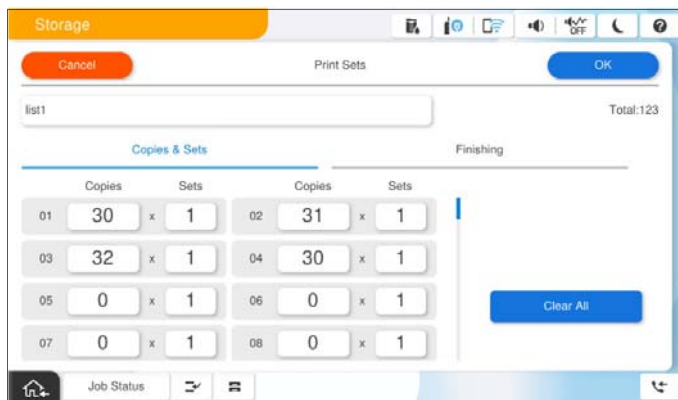 Storage
OFF
Cancel Print Sets OK
list1 Total:123
Copies & Sets Finishing
Copies Sets Copies Sets
01 30 x 1 02 31 x 1
03 32 x 1 04 30 x 1
05 0 x 1 06 0 x 1
07 0 x 1 08 0 x 1
Clear All
Job Status